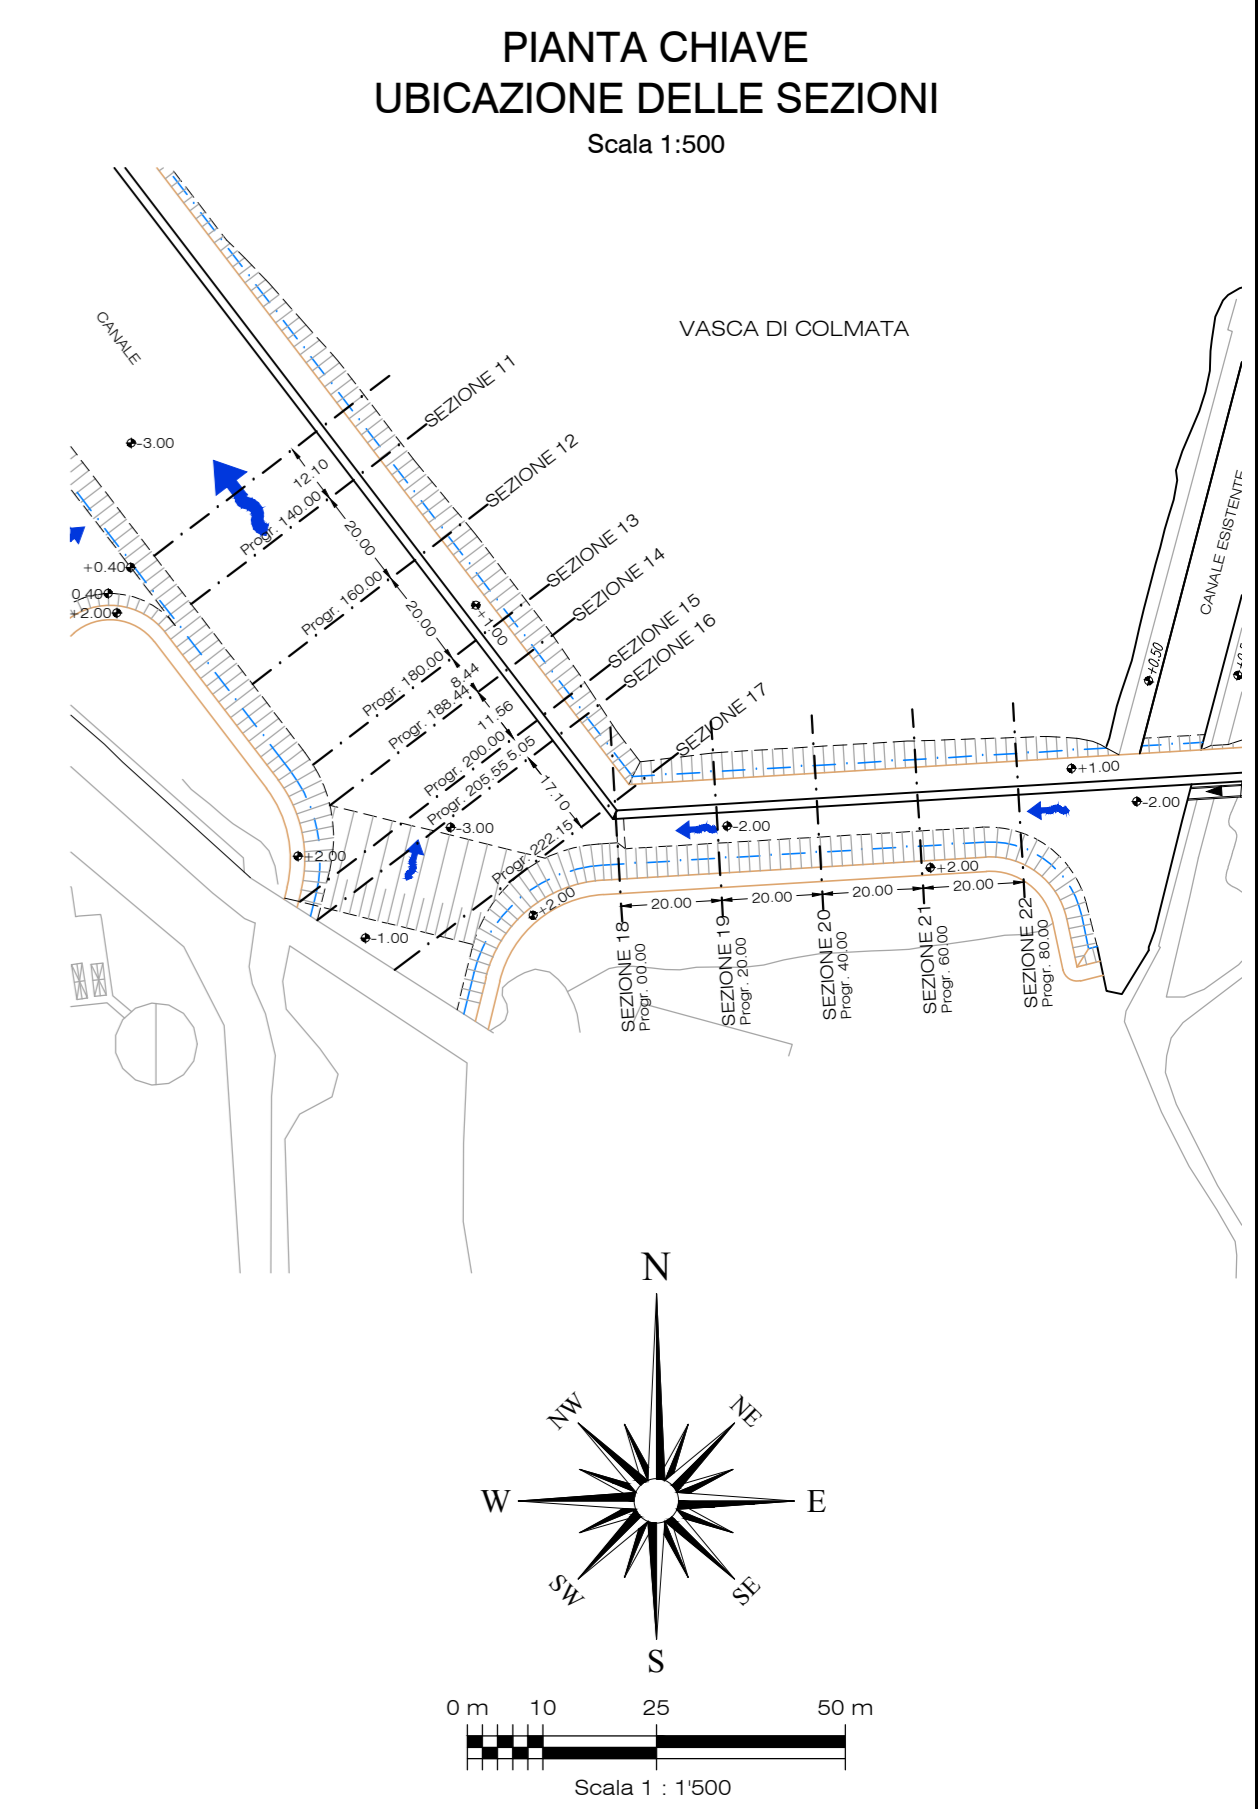 PIANTA CHIAVE
UBICAZIONE DELLE SEZIONI
Scala 1:500
CANALE
VASCA DI COLMATA
SEZIONE 11
SEZIONE 12
SEZIONE 13
SEZIONE 14
SEZIONE 15
SEZIONE 16
SEZIONE 17
-3.00
12.10
Progr. 140.00
20.00
Progr. 160.00
20.00
Progr. 180.00
8.44
Progr. 188.44
11.56
Progr. 200.00
5.05
Progr. 205.55
17.10
Progr. 222.15
+0.40
0.40
+2.00
+1.00
CANALE ESISTENTE
+0.50
+1.00
-2.00
-2.00
-3.00
+2.00
+2.00
+2.00
-1.00
20.00
20.00
20.00
20.00
SEZIONE 18
Progr. 00.00
SEZIONE 19
Progr. 20.00
SEZIONE 20
Progr. 40.00
SEZIONE 21
Progr. 60.00
SEZIONE 22
Progr. 80.00
N
NW
NE
W
E
SW
SE
S
0 m 10 25 50 m
Scala 1 : 1'500